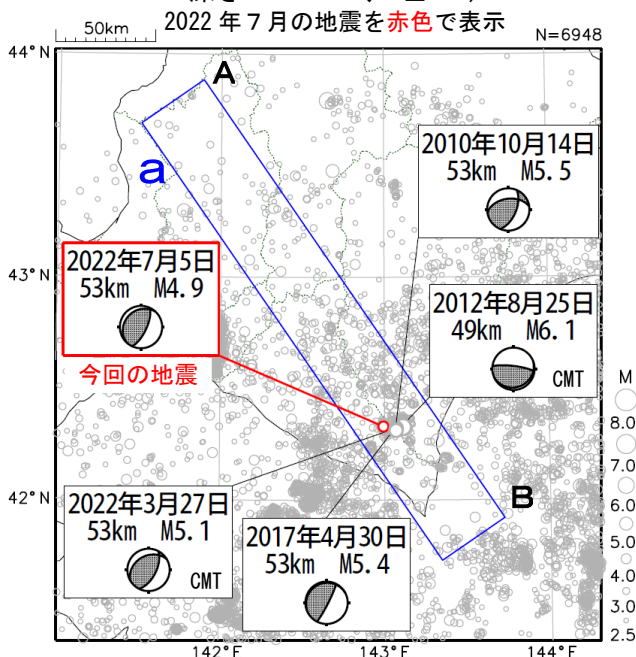 2022年7月の地震を赤色で表示
50km
N=6948
44°N
A
a
2010年10月14日
53km M5.5
43°N
2022年7月5日
53km M4.9
今回の地震
2012年8月25日
49km M6.1
CMT
M
8.0
7.0
6.0
5.0
4.0
3.0
2.5
42°N
B
2022年3月27日
53km M5.1
CMT
2017年4月30日
53km M5.4
142°E
143°E
144°E